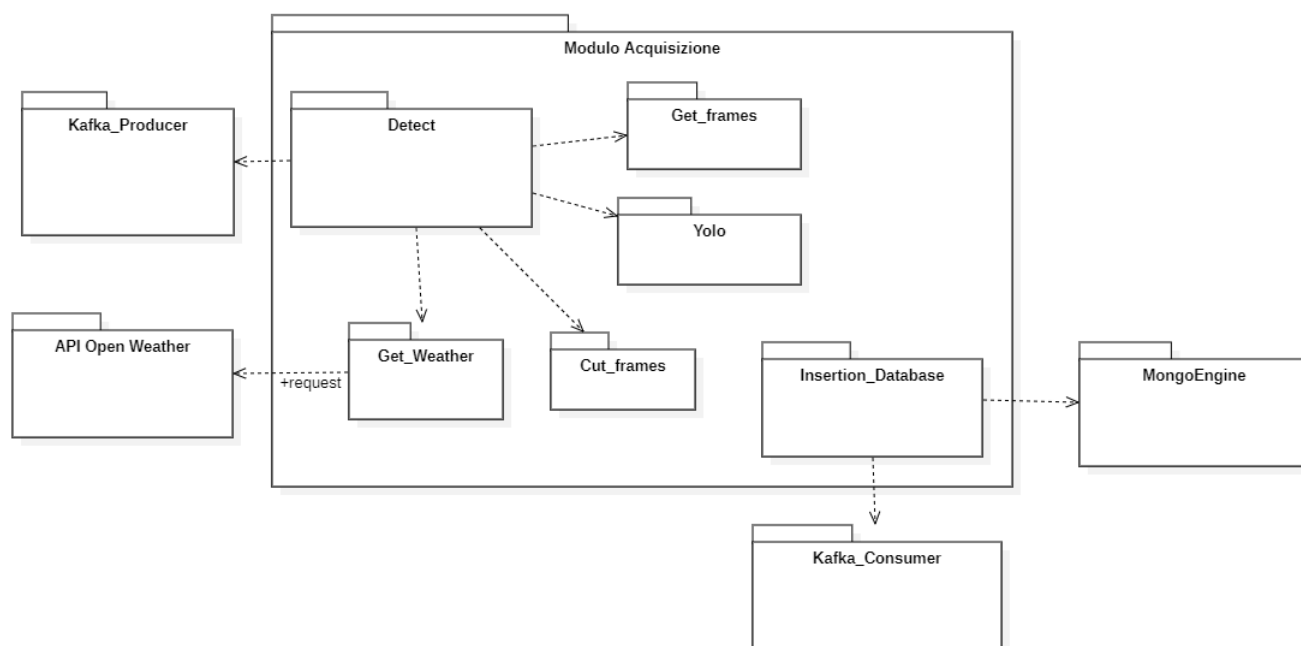 Modulo Acquisizione
Kafka_Producer
Detect
Get_frames
Yolo
API Open Weather
+request
Get_Weather
Cut_frames
Insertion_Database
MongoEngine
Kafka_Consumer